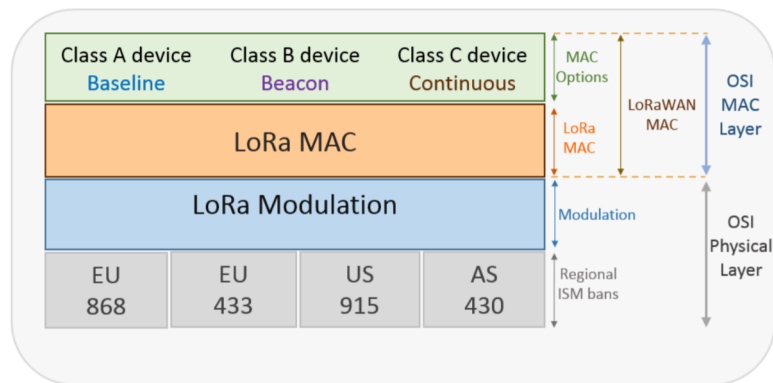 Class A device
Baseline
Class B device
Beacon
Class C device
Continuous
MAC
Options
LoRa MAC
LoRa
MAC
LoRaWAN
MAC
OSI
MAC
Layer
LoRa Modulation
Modulation
EU
868
EU
433
US
915
AS
430
Regional
ISM bans
OSI
Physical
Layer